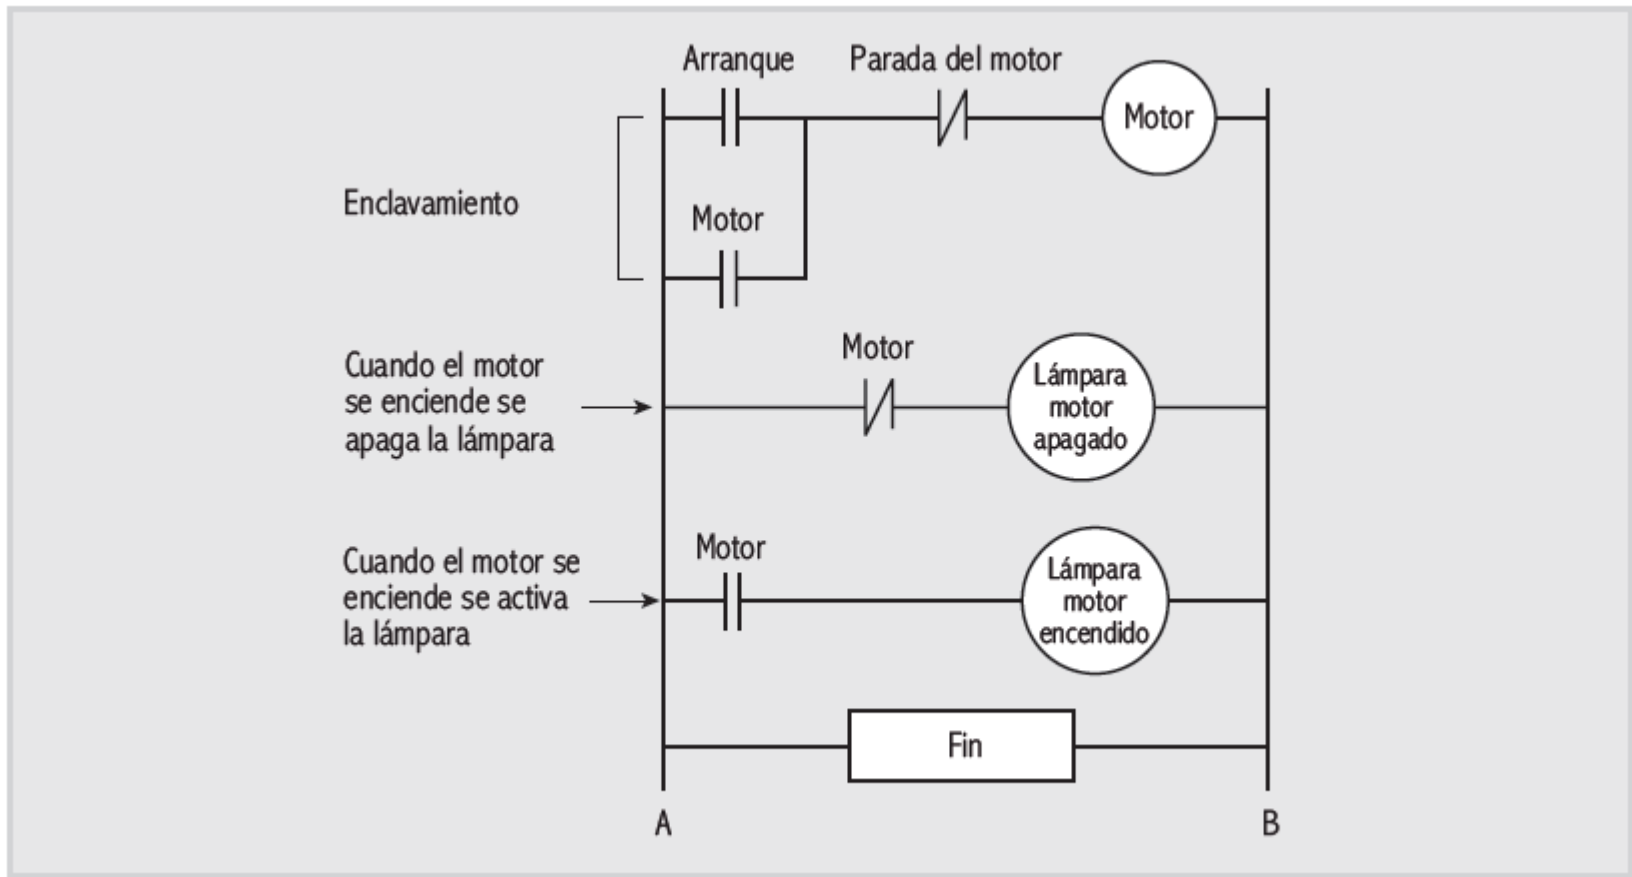 Arranque
Parada del motor
Motor
Enclavamiento
Motor
Cuando el motor
se enciende se
apaga la lámpara
Motor
Lámpara
motor
apagado
Cuando el motor se
enciende se activa
la lámpara
Motor
Lámpara
motor
encendido
Fin
A
B